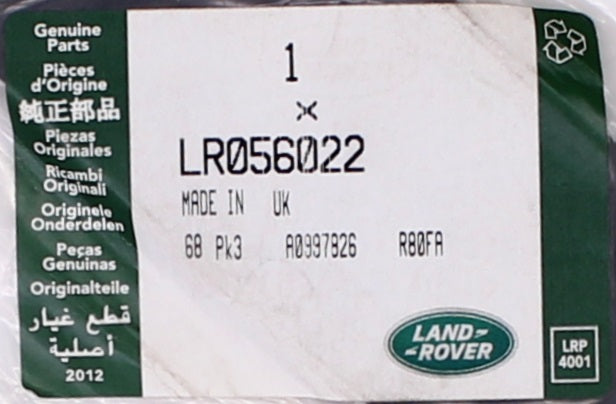 Genuine
Parts
Pièces
d'Origine
純正部品
Piezas
Originales
Ricambi
Originali
Originele
Onderdelen
Peças
Genuinas
Originalteile
قطع غيار
أصلية
2012
1
LR056022
MADE IN UK
68 Pk3 A0997826 R80FA
LAND-
-ROVER
LRP
4001